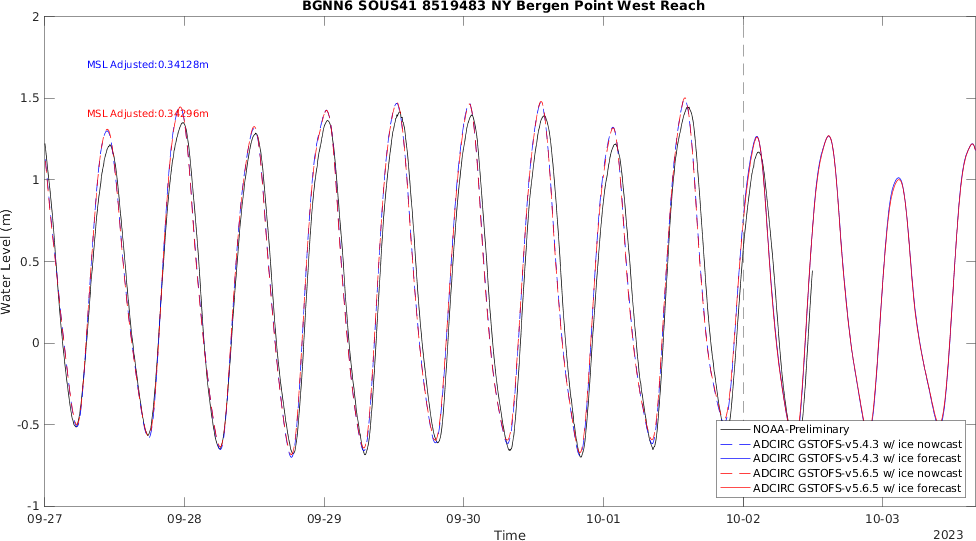 BGNN6 SOUS41 8519483 NY Bergen Point West Reach
2
MSL Adjusted:0.34128m
1.5
MSL Adjusted:0.34296m
1
Water Level (m)
0.5
0
-0.5
NOAA-Preliminary
ADCIRC GSTOFS-v5.4.3 w/ ice nowcast
ADCIRC GSTOFS-v5.4.3 w/ ice forecast
ADCIRC GSTOFS-v5.6.5 w/ ice nowcast
ADCIRC GSTOFS-v5.6.5 w/ ice forecast
-1
09-27 09-28 09-29 09-30 10-01 10-02 10-03
Time
2023